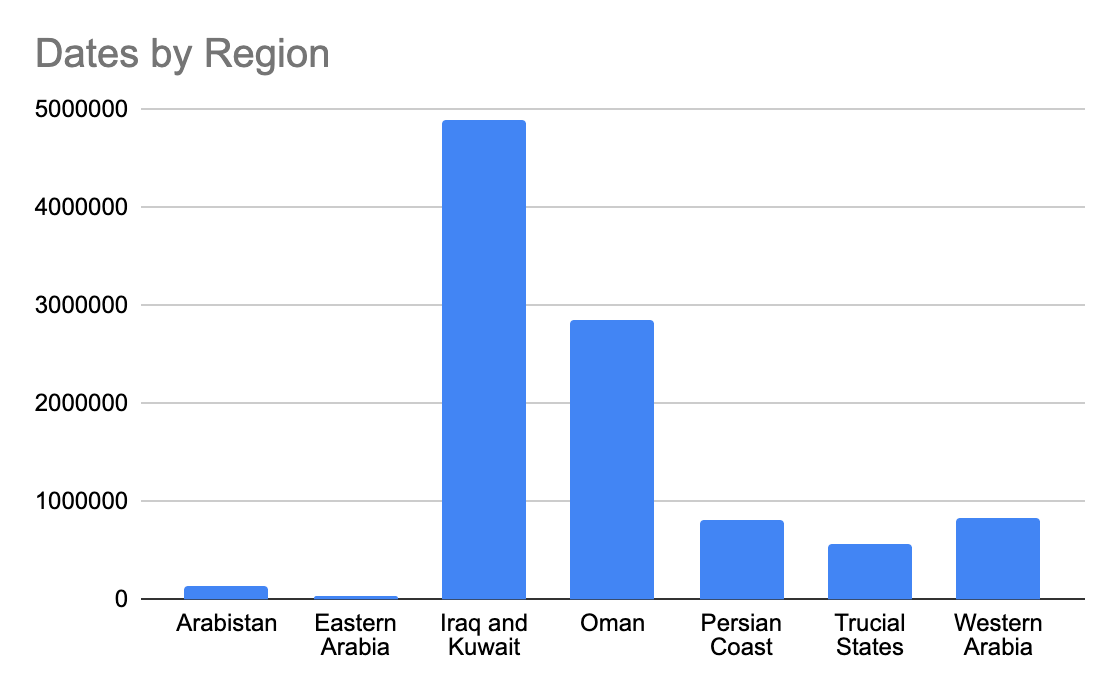 Dates by Region
5000000
4000000
3000000
2000000
1000000
0
Arabistan
Eastern
Arabia
Iraq and
Kuwait
Oman
Persian
Coast
Trucial
States
Western
Arabia